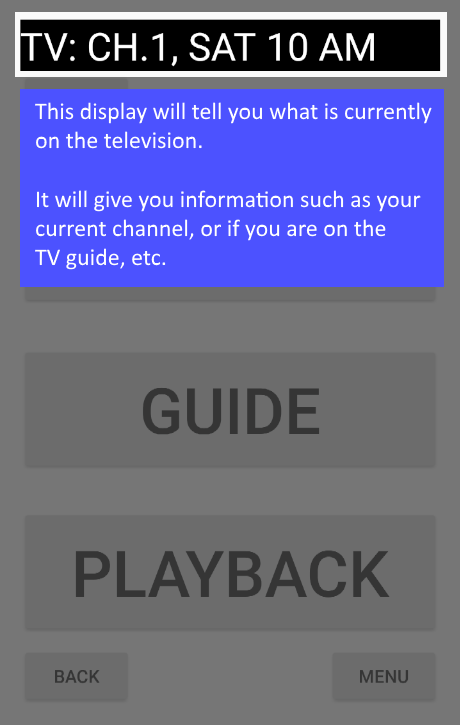 TV: CH.1, SAT 10 AM
This display will tell you what is currently
on the television.
It will give you information such as your
current channel, or if you are on the
TV guide, etc.
GUIDE
PLAYBACK
BACK
MENU